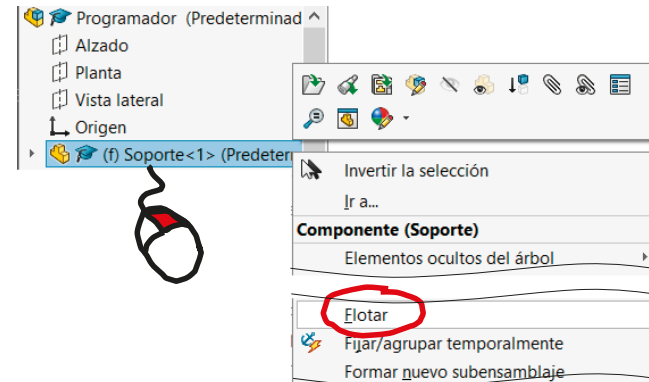 Programador (Predeterminad
Alzado
Planta
Vista lateral
Origen
(f) Soporte<1> (Predetern
Invertir la selección
Ir a...
Componente (Soporte)
Elementos ocultos del árbol
Flotar
Fijar/agrupar temporalmente
Formar nuevo subensamblaje